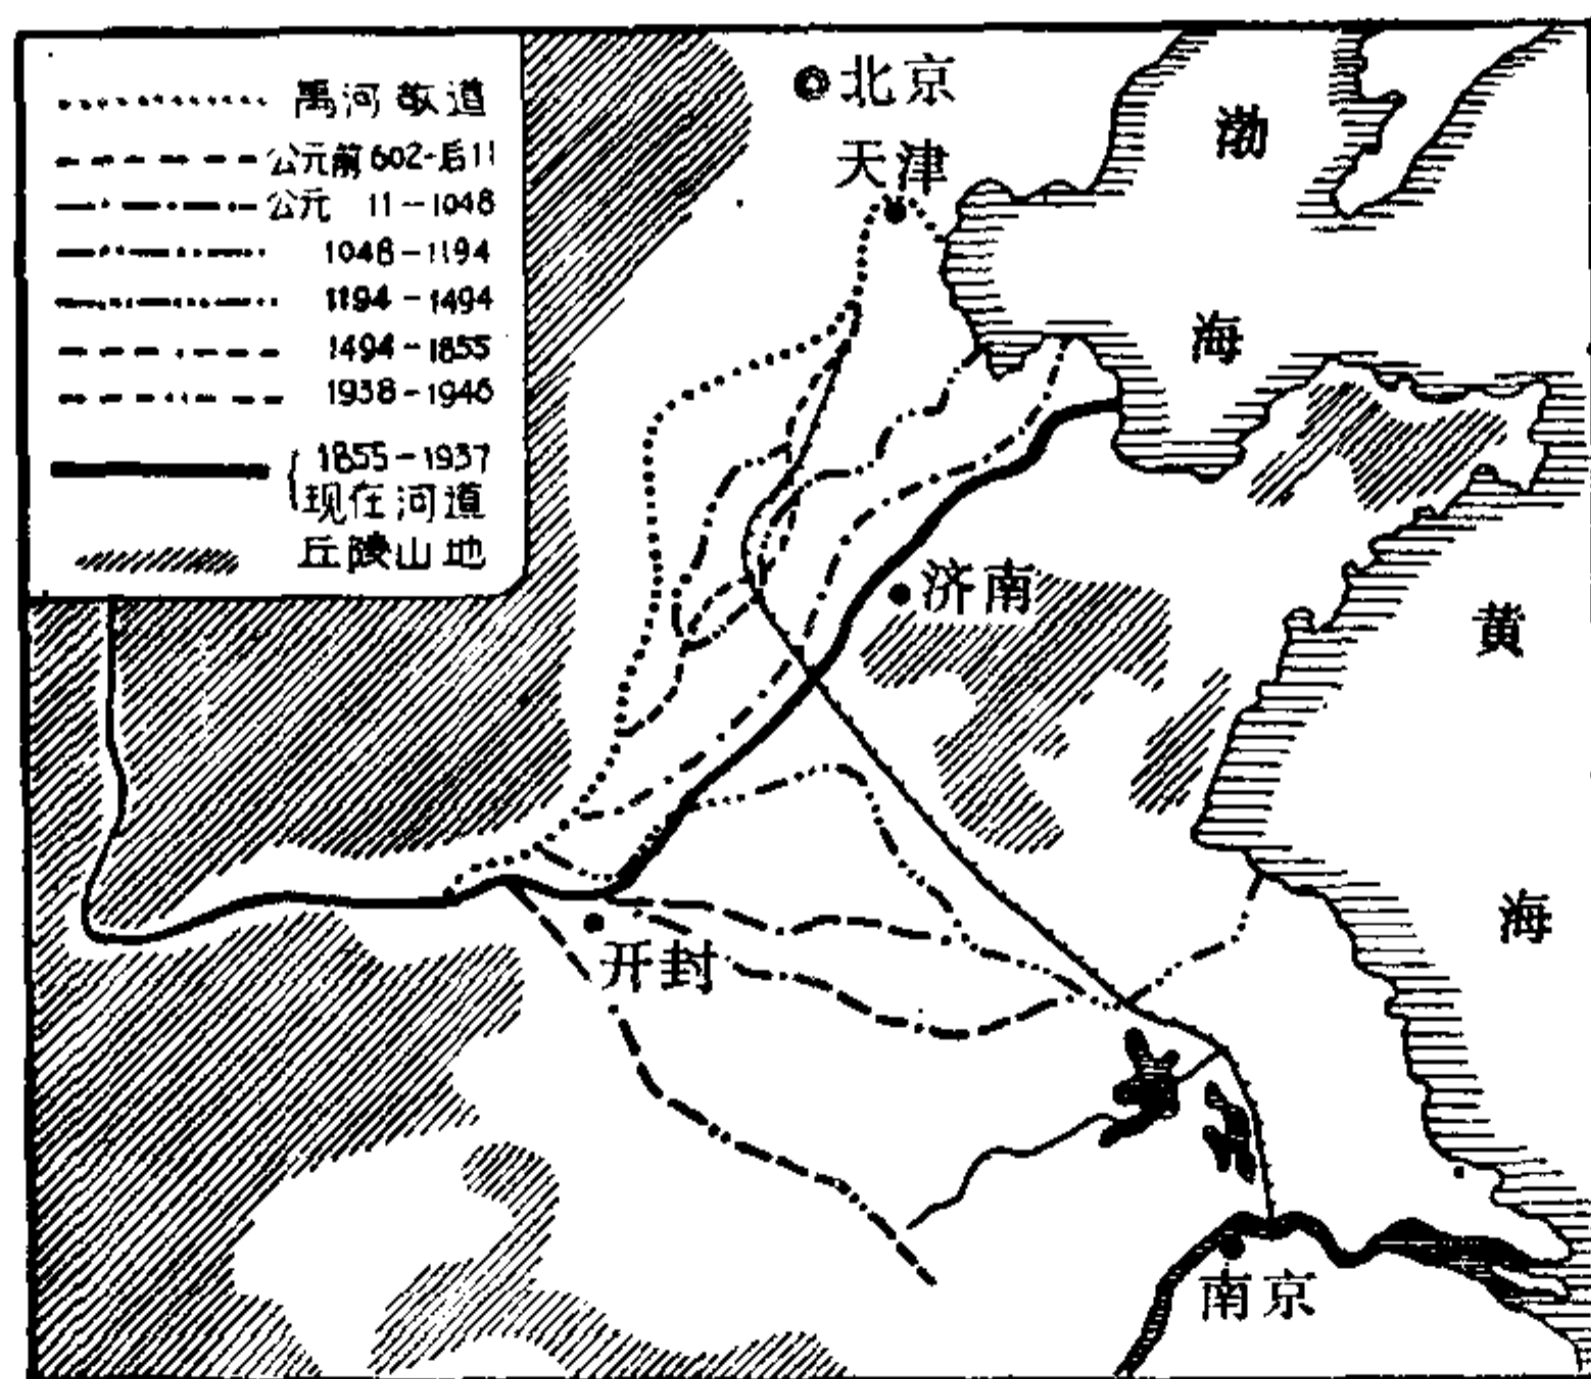 禹河故道
公元前602-后11
公元 11-1048
1048-1194
1194-1494
1494-1855
1938-1946
1855-1937
现在河道
丘陵山地
北京
天津
渤
海
济南
黄
海
开封
南京